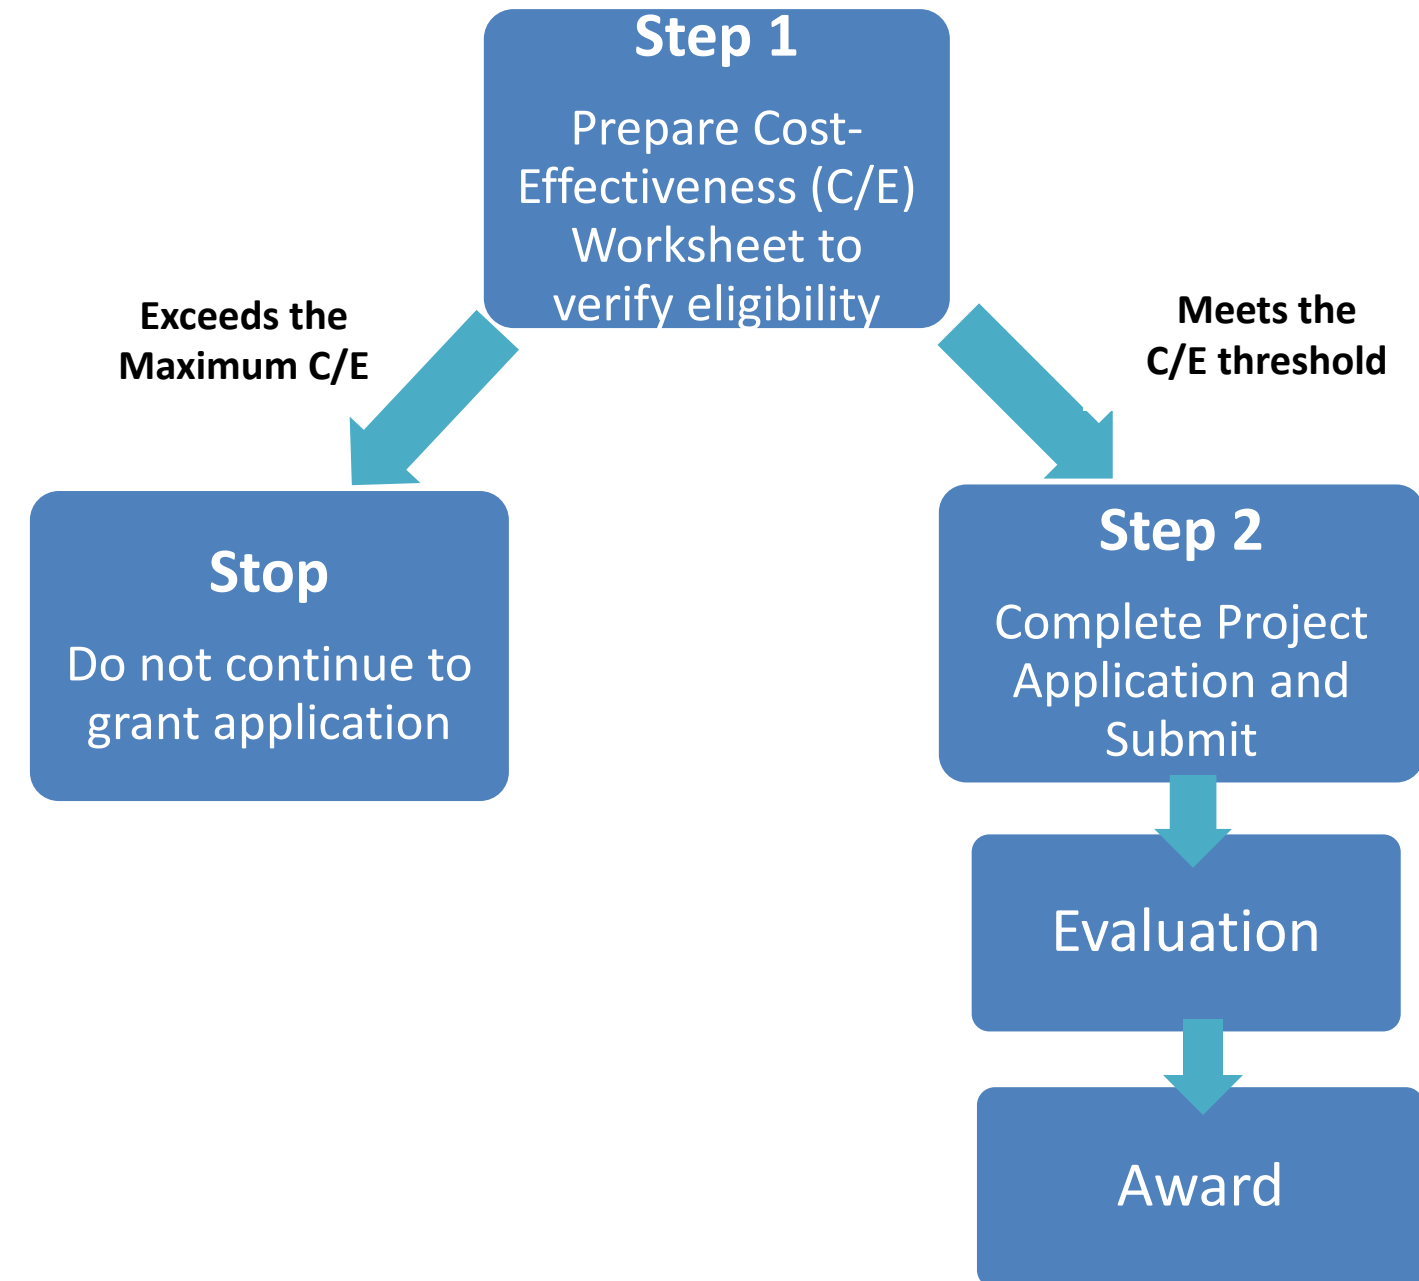 Step 1
Prepare Cost-
Effectiveness (C/E)
Worksheet to
verify eligibility
Exceeds the
Maximum C/E
Meets the
C/E threshold
Stop
Do not continue to
grant application
Step 2
Complete Project
Application and
Submit
Evaluation
Award